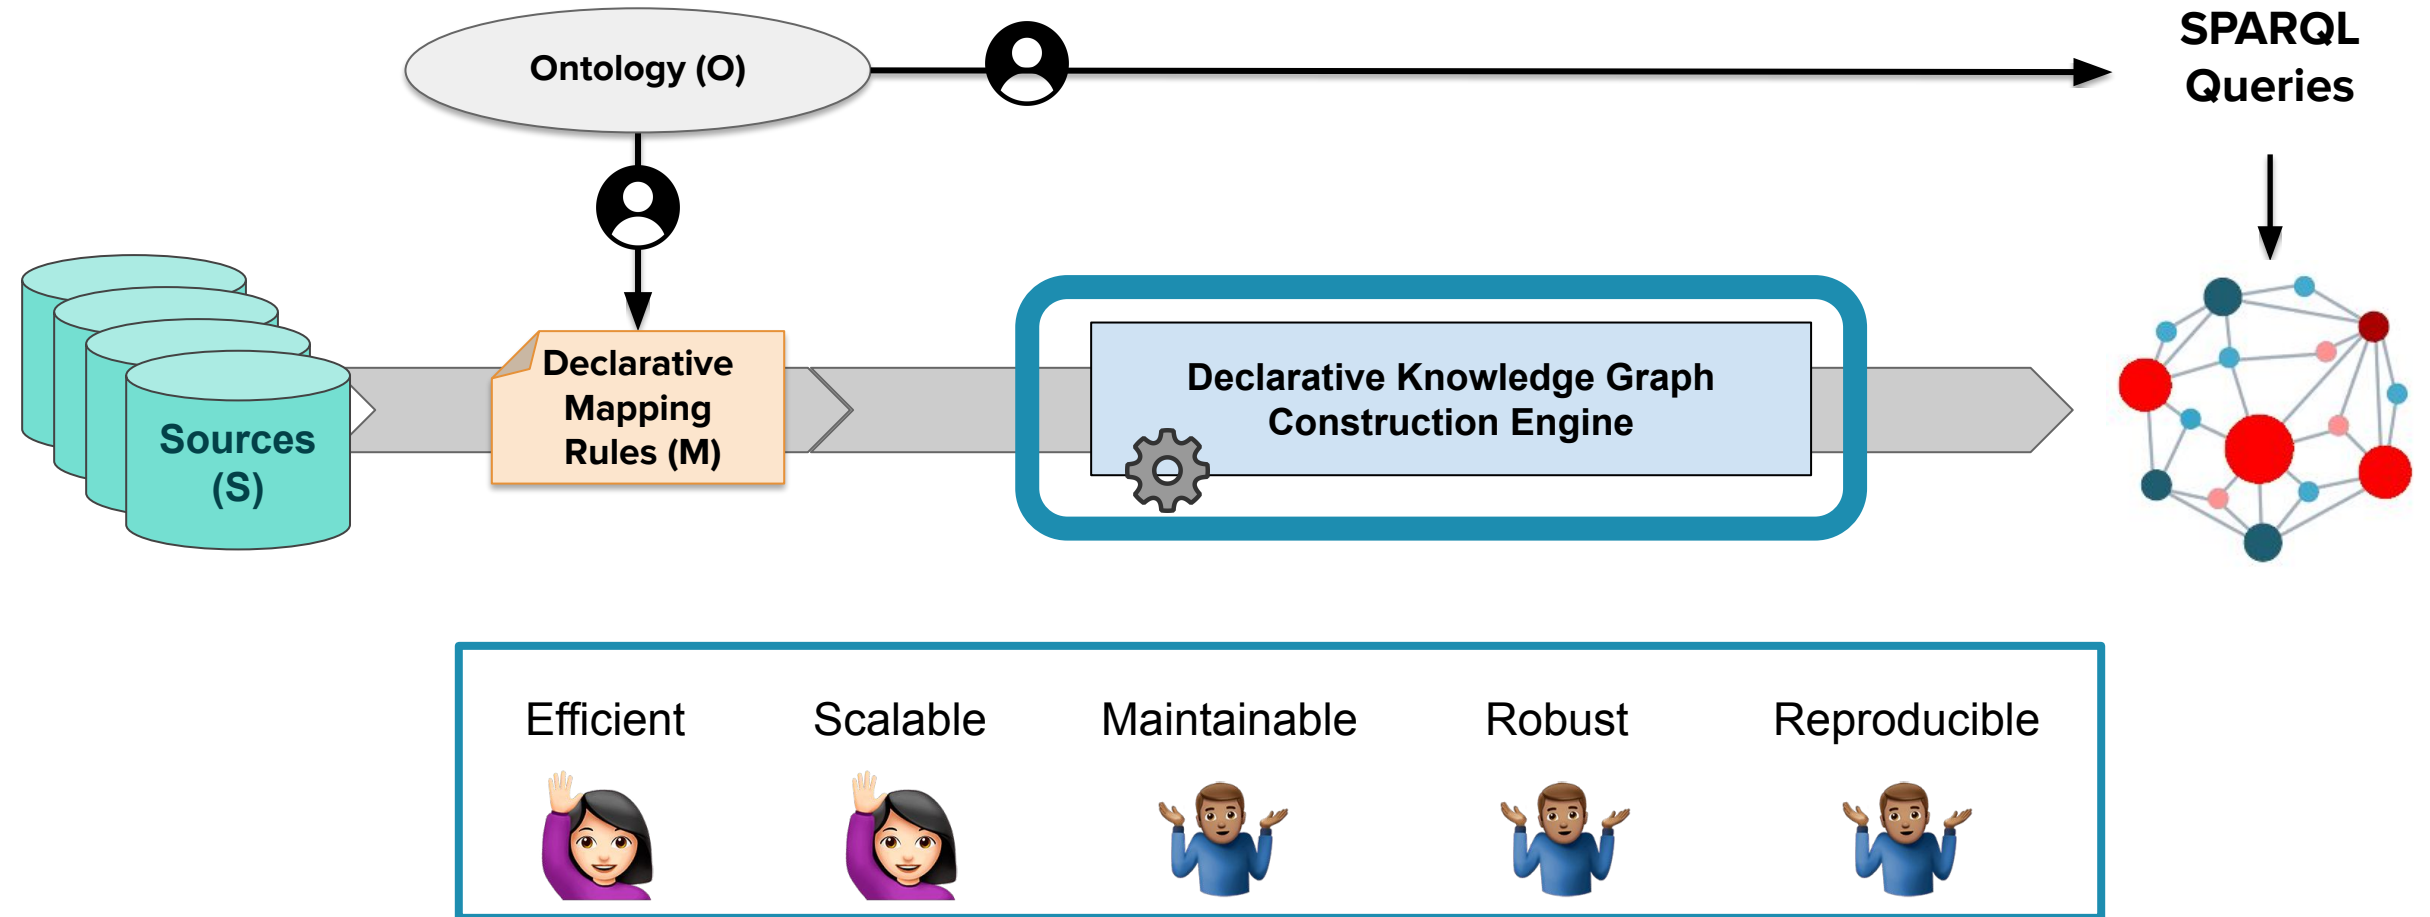 Ontology (O)
SPARQL
Queries
Sources
(S)
Declarative
Mapping
Rules (M)
Declarative Knowledge Graph
Construction Engine
Efficient
Scalable
Maintainable
Robust
Reproducible